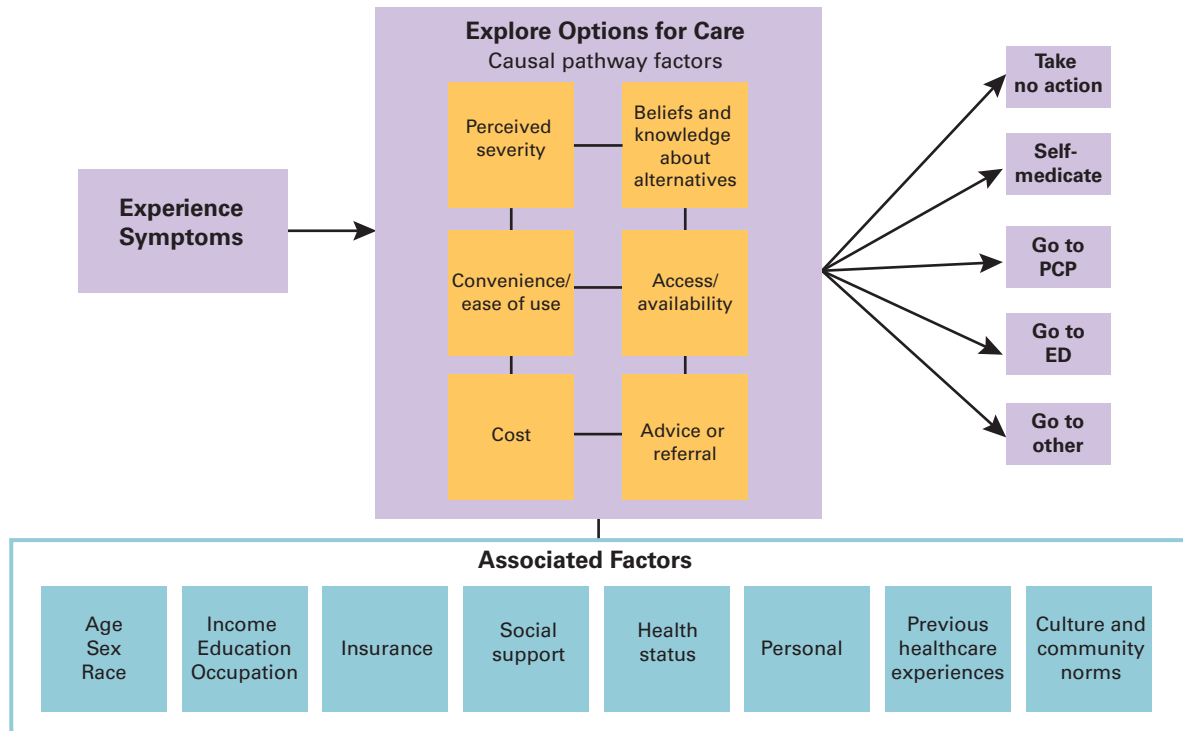 Explore Options for Care
Causal pathway factors
Perceived
severity
Beliefs and
knowledge
about
alternatives
Experience
Symptoms
Convenience/
ease of use
Access/
availability
Cost
Advice or
referral
Take
no action
Self-
medicate
Go to
PCP
Go to
ED
Go to
other
Associated Factors
Age
Sex
Race
Income
Education
Occupation
Insurance
Social
support
Health
status
Personal
Previous
healthcare
experiences
Culture and
community
norms